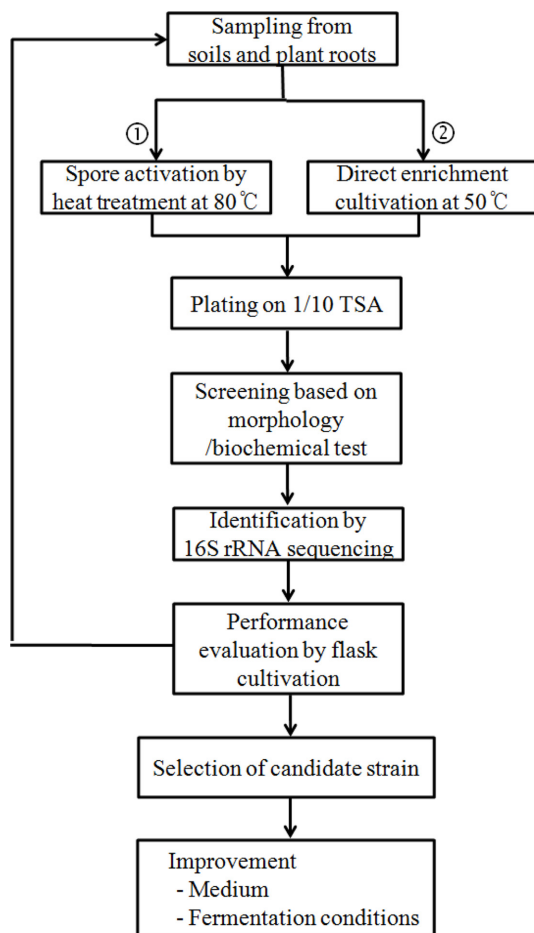 Sampling from
soils and plant roots
①
②
Spore activation by
heat treatment at 80℃
Direct enrichment
cultivation at 50℃
Plating on 1/10 TSA
Screening based on
morphology
/biochemical test
Identification by
16S rRNA sequencing
Performance
evaluation by flask
cultivation
Selection of candidate strain
Improvement
- Medium
- Fermentation conditions